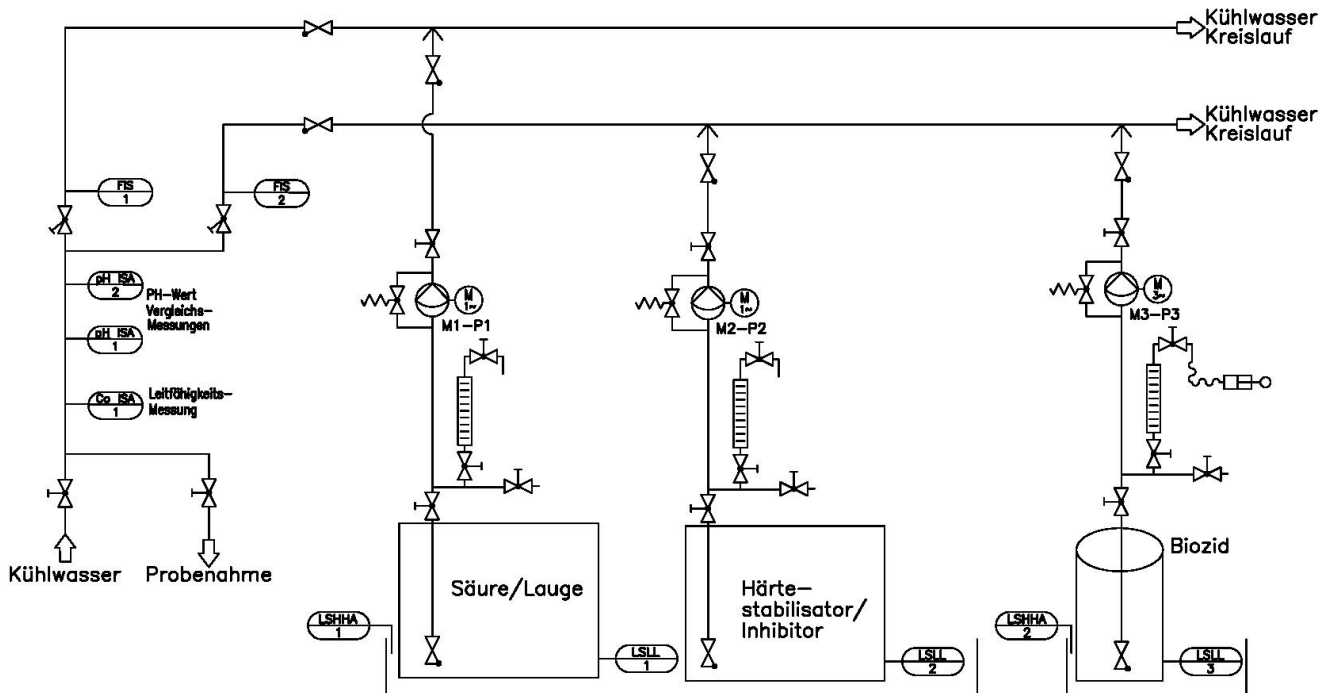 Kühlwasser
Kreislauf
Kühlwasser
Kreislauf
FIS
1
FIS
2
pH ISA
2
PH-Wert
Vergleichs-
Messungen
pH ISA
1
Co ISA
1
Leitfähigkeits-
Messung
M
1~
M1-P1
M
1~
M2-P2
M
3~
M3-P3
Kühlwasser
Probenahme
Säure/Lauge
Härte-
stabilisator/
Inhibitor
Biozid
LSHHA
1
LSLL
1
LSLL
2
LSHHA
2
LSLL
3